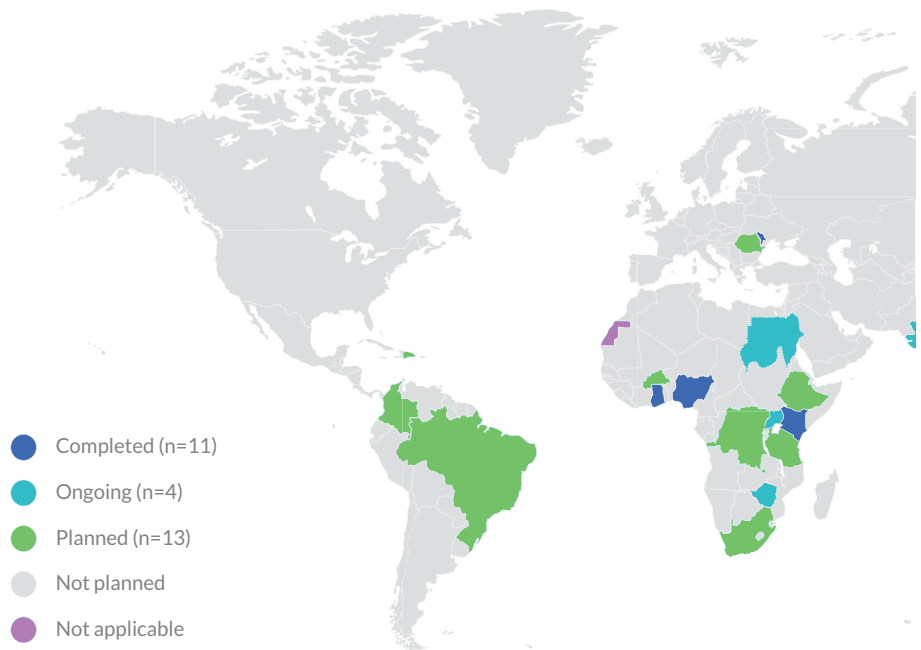 Completed (n=11)
Ongoing (n=4)
Planned (n=13)
Not planned
Not applicable